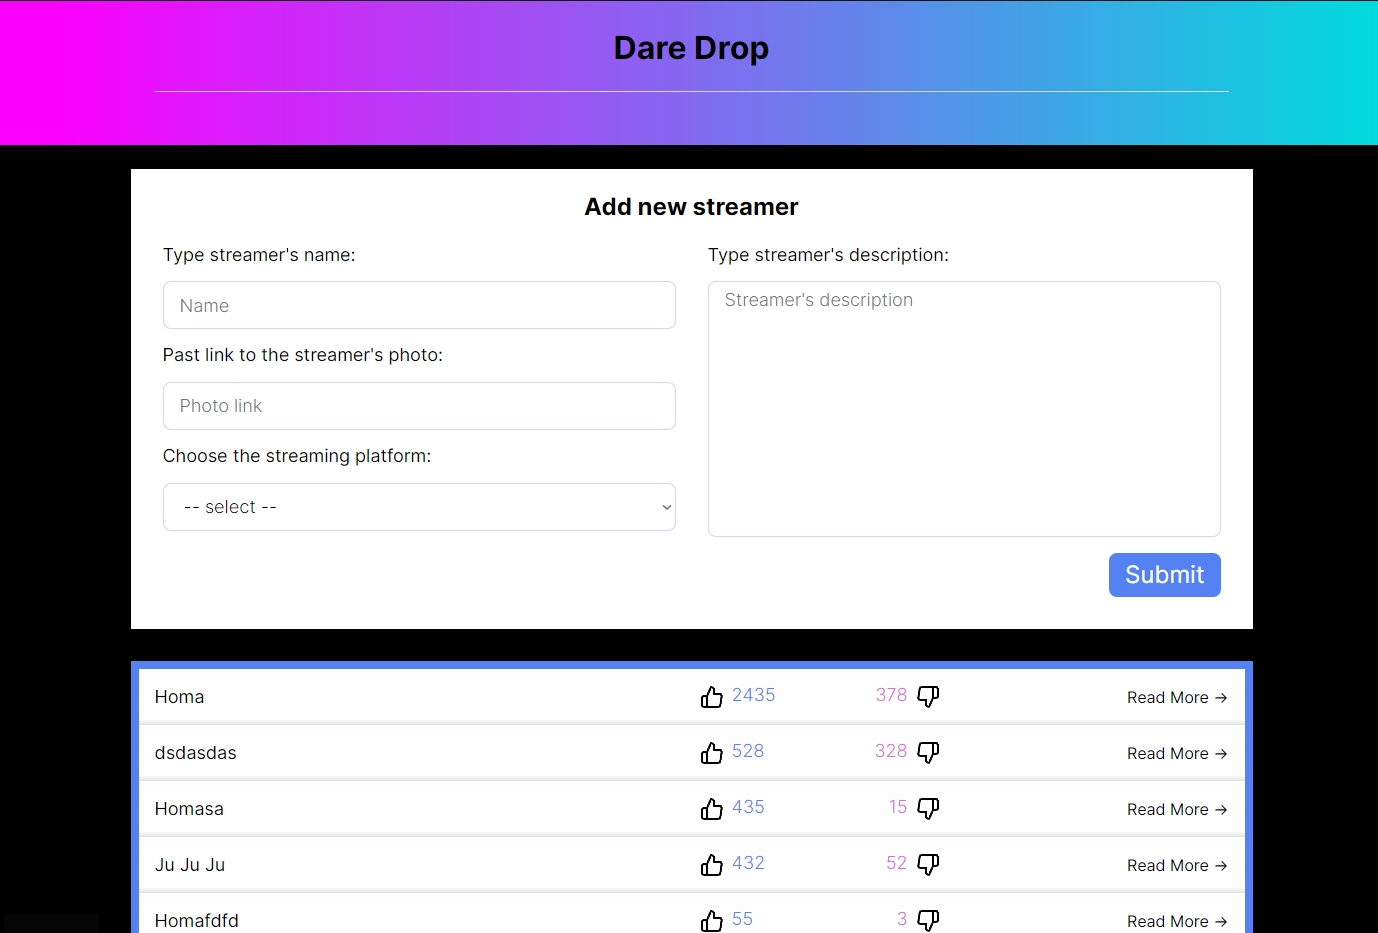 Dare Drop
Add new streamer
Type streamer's name:
Name
Past link to the streamer's photo:
Photo link
Choose the streaming platform:
-- select --
Type streamer's description:
Streamer's description
Submit
Homa 2435 378 Read More →
dsdasdas 528 328 Read More →
Homasa 435 15 Read More →
Ju Ju Ju 432 52 Read More →
Homafdfd 55 3 Read More →